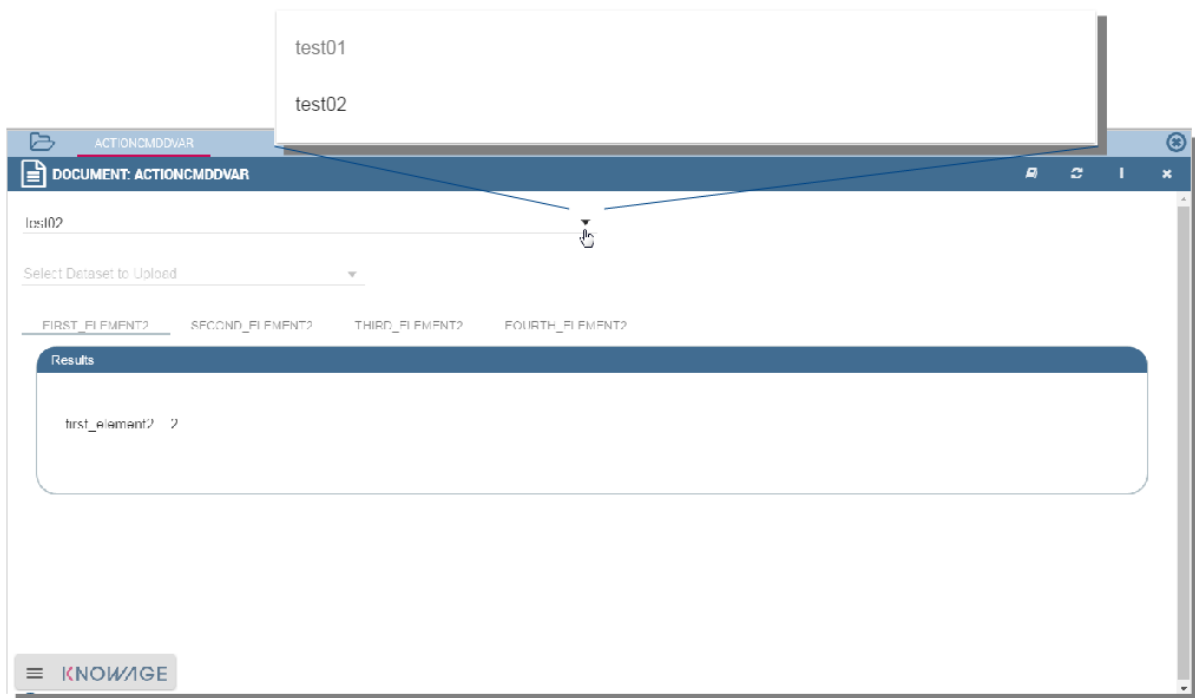 test01
test02
ACTIONCMDDVAR
DOCUMENT: ACTIONCMDDVAR
test02
Select Dataset to Upload
FIRST_ELEMENT2 SECOND_ELEMENT2 THIRD_ELEMENT2 FOURTH_ELEMENT2
Results
first_element2 2
KNOWAGE